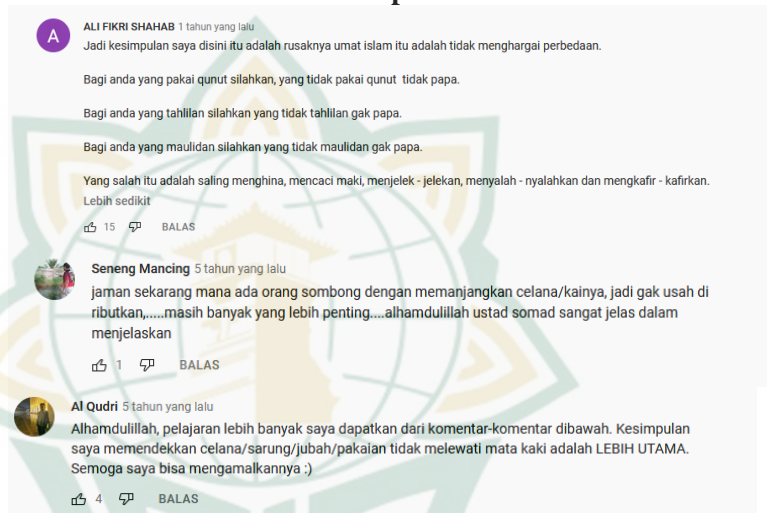 A
ALI FIKRI SHAHAB 1 tahun yang lalu
Jadi kesimpulan saya disini itu adalah rusaknya umat islam itu adalah tidak menghargai perbedaan.
Bagi anda yang pakai qunut silahkan, yang tidak pakai qunut tidak papa.
Bagi anda yang tahlilan silahkan yang tidak tahlilan gak papa.
Bagi anda yang maulidan silahkan yang tidak maulidan gak papa.
Yang salah itu adalah saling menghina, mencaci maki, menjelek - jelekan, menyalah - nyalahkan dan mengkafir - kafirkan.
Lebih sedikit
15 BALAS
Seneng Mancing 5 tahun yang lalu
jaman sekarang mana ada orang sombong dengan memanjangkan celana/kainya, jadi gak usah di
ributkan,.....masih banyak yang lebih penting....alhamdulillah ustad somad sangat jelas dalam
menjelaskan
1 BALAS
Al Qudri 5 tahun yang lalu
Alhamdulillah, pelajaran lebih banyak saya dapatkan dari komentar-komentar dibawah. Kesimpulan
saya memendekkan celana/sarung/jubah/pakaian tidak melewati mata kaki adalah LEBIH UTAMA.
Semoga saya bisa mengamalkannya :)
4 BALAS